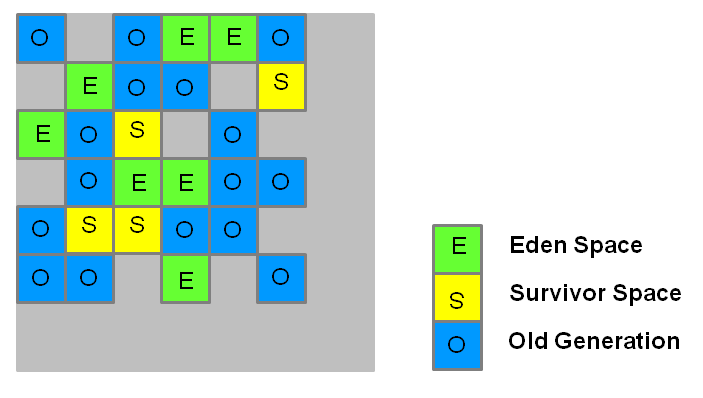 O O E E O
E O O S
E O S O
O E E O O
O S S O O
O O E O
E Eden Space
S Survivor Space
O Old Generation